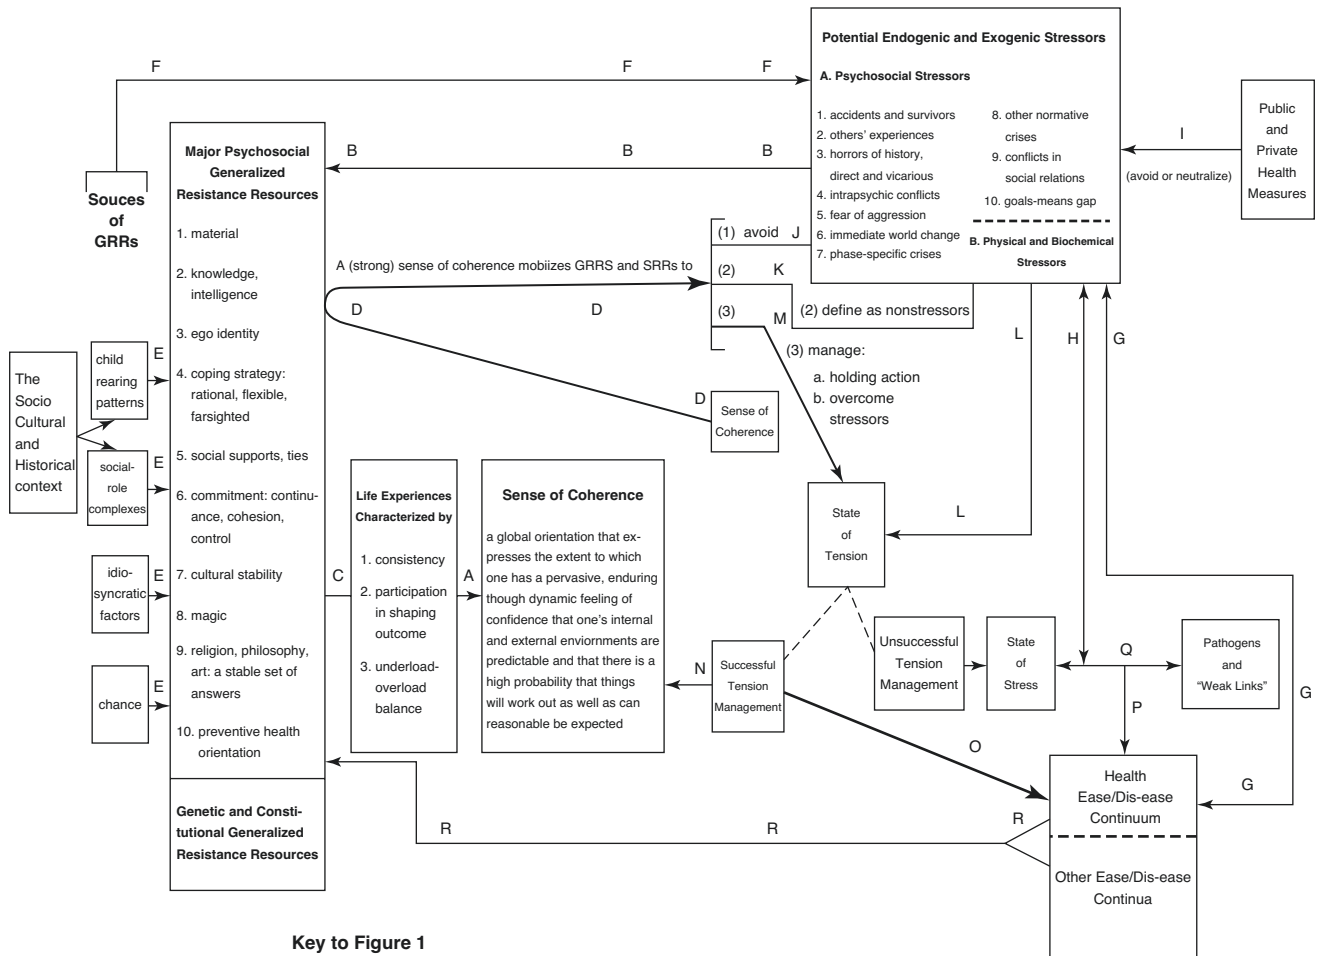 Potential Endogenic and Exogenic Stressors
A. Psychosocial Stressors
1. accidents and survivors
2. others' experiences
3. horrors of history,
direct and vicarious
4. intrapsychic conflicts
5. fear of aggression
6. immediate world change
7. phase-specific crises
8. other normative
crises
9. conflicts in
social relations
10. goals-means gap
B. Physical and Biochemical
Stressors
Public
and
Private
Health
Measures
I
(avoid or neutralize)
F
F
F
B
B
B
Souces
of
GRRs
Major Psychosocial
Generalized
Resistance Resources
1. material
2. knowledge,
intelligence
3. ego identity
4. coping strategy:
rational, flexible,
farsighted
5. social supports, ties
6. commitment: continu-
ance, cohesion,
control
7. cultural stability
8. magic
9. religion, philosophy,
art: a stable set of
answers
10. preventive health
orientation
Genetic and Consti-
tutional Generalized
Resistance Resources
The
Socio
Cultural
and
Historical
context
child
rearing
patterns
E
social-
role
complexes
E
idio-
syncratic
factors
E
chance
E
A (strong) sense of coherence mobiizes GRRS and SRRs to
D
D
D
(1) avoid J
(2) K
(3) M
(2) define as nonstressors
(3) manage:
a. holding action
b. overcome
stressors
Sense of
Coherence
C
Life Experiences
Characterized by
1. consistency
2. participation
in shaping
outcome
3. underload-
overload
balance
A
Sense of Coherence
a global orientation that ex-
presses the extent to which
one has a pervasive, enduring
though dynamic feeling of
confidence that one's internal
and external enviornments are
predictable and that there is a
high probability that things
will work out as well as can
reasonable be expected
State
of
Tension
L
L
H
G
N
Successful
Tension
Management
Unsuccessful
Tension
Management
State
of
Stress
Q
Pathogens
and
“Weak Links”
P
G
G
O
Health
Ease/Dis-ease
Continuum
Other Ease/Dis-ease
Continua
R
R
R
Key to Figure 1